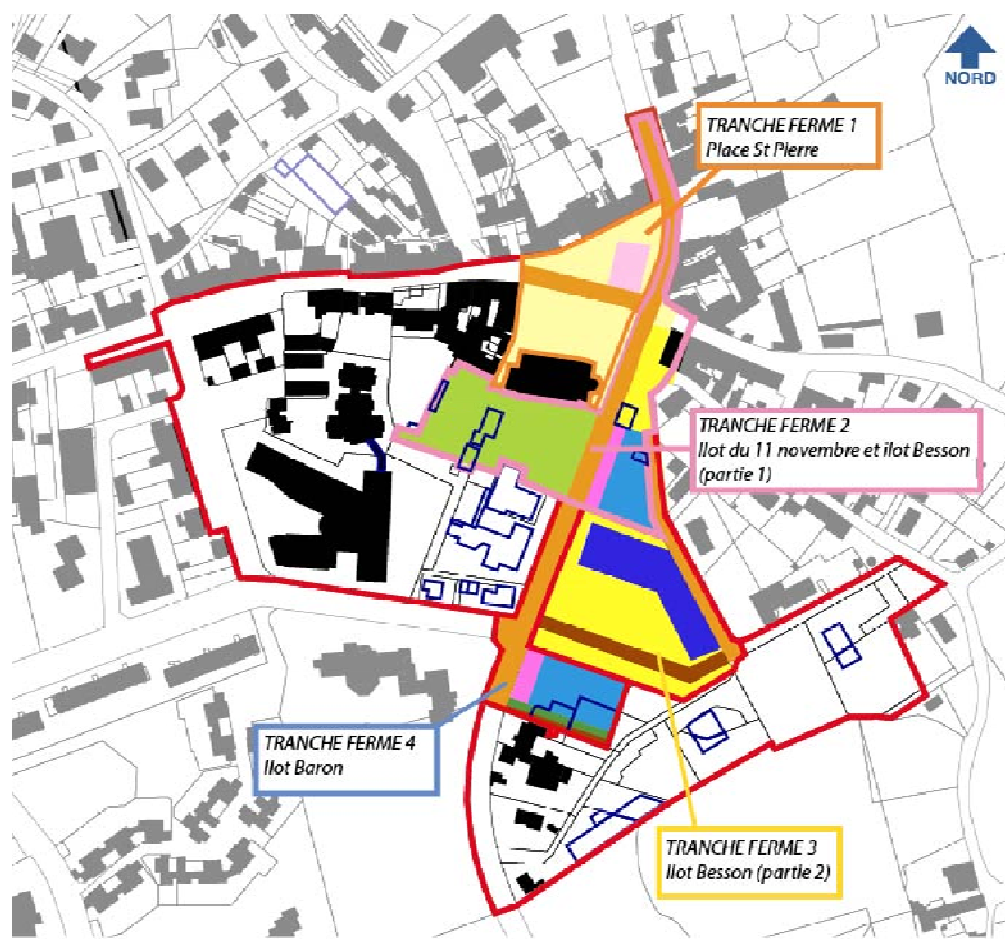 NORD
TRANCHE FERME 1
Place St Pierre
TRANCHE FERME 2
Ilot du 11 novembre et ilot Besson
(partie 1)
TRANCHE FERME 4
Ilot Baron
TRANCHE FERME 3
Ilot Besson (partie 2)